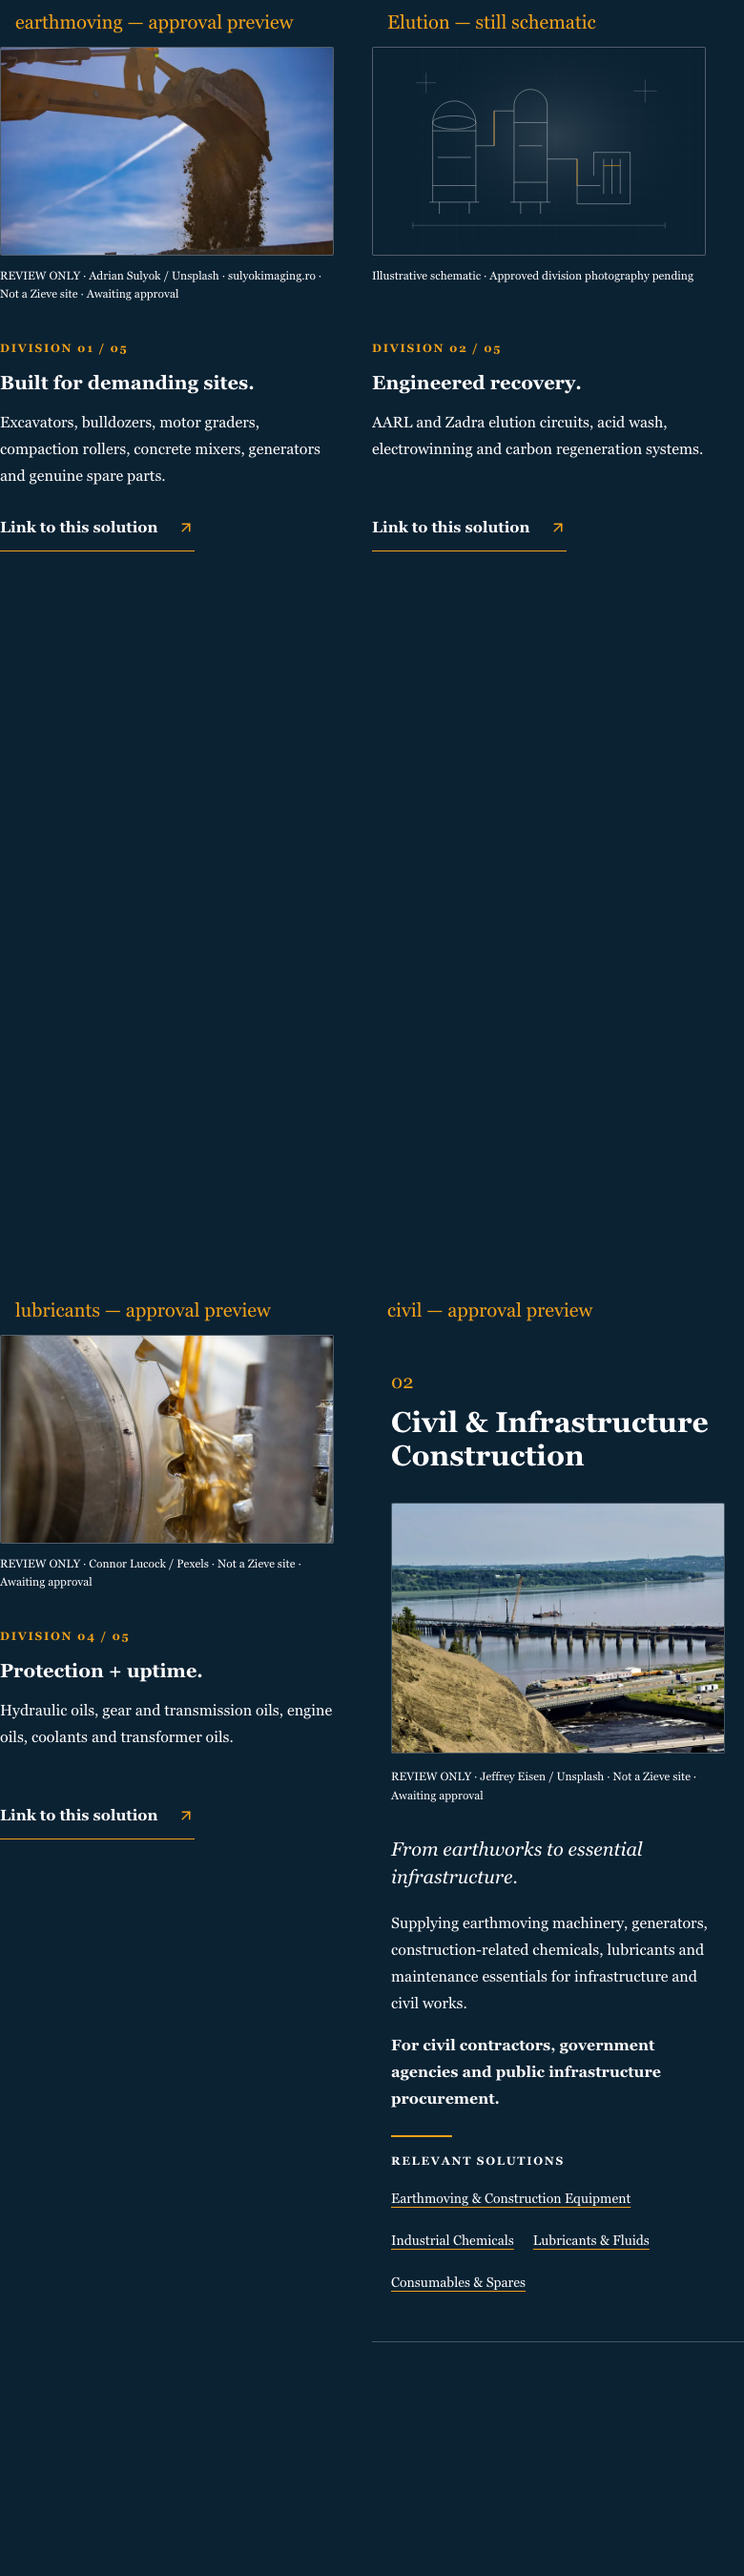 earthmoving — approval preview
REVIEW ONLY · Adrian Sulyok / Unsplash · sulyokimaging.ro ·
Not a Zieve site · Awaiting approval
DIVISION 01 / 05
Built for demanding sites.
Excavators, bulldozers, motor graders,
compaction rollers, concrete mixers, generators
and genuine spare parts.
Link to this solution
Elution — still schematic
Illustrative schematic · Approved division photography pending
DIVISION 02 / 05
Engineered recovery.
AARL and Zadra elution circuits, acid wash,
electrowinning and carbon regeneration systems.
Link to this solution
lubricants — approval preview
REVIEW ONLY · Connor Lucock / Pexels · Not a Zieve site ·
Awaiting approval
DIVISION 04 / 05
Protection + uptime.
Hydraulic oils, gear and transmission oils, engine
oils, coolants and transformer oils.
Link to this solution
civil — approval preview
02
Civil & Infrastructure
Construction
REVIEW ONLY · Jeffrey Eisen / Unsplash · Not a Zieve site ·
Awaiting approval
From earthworks to essential
infrastructure.
Supplying earthmoving machinery, generators,
construction-related chemicals, lubricants and
maintenance essentials for infrastructure and
civil works.
For civil contractors, government
agencies and public infrastructure
procurement.
RELEVANT SOLUTIONS
Earthmoving & Construction Equipment
Industrial Chemicals Lubricants & Fluids
Consumables & Spares